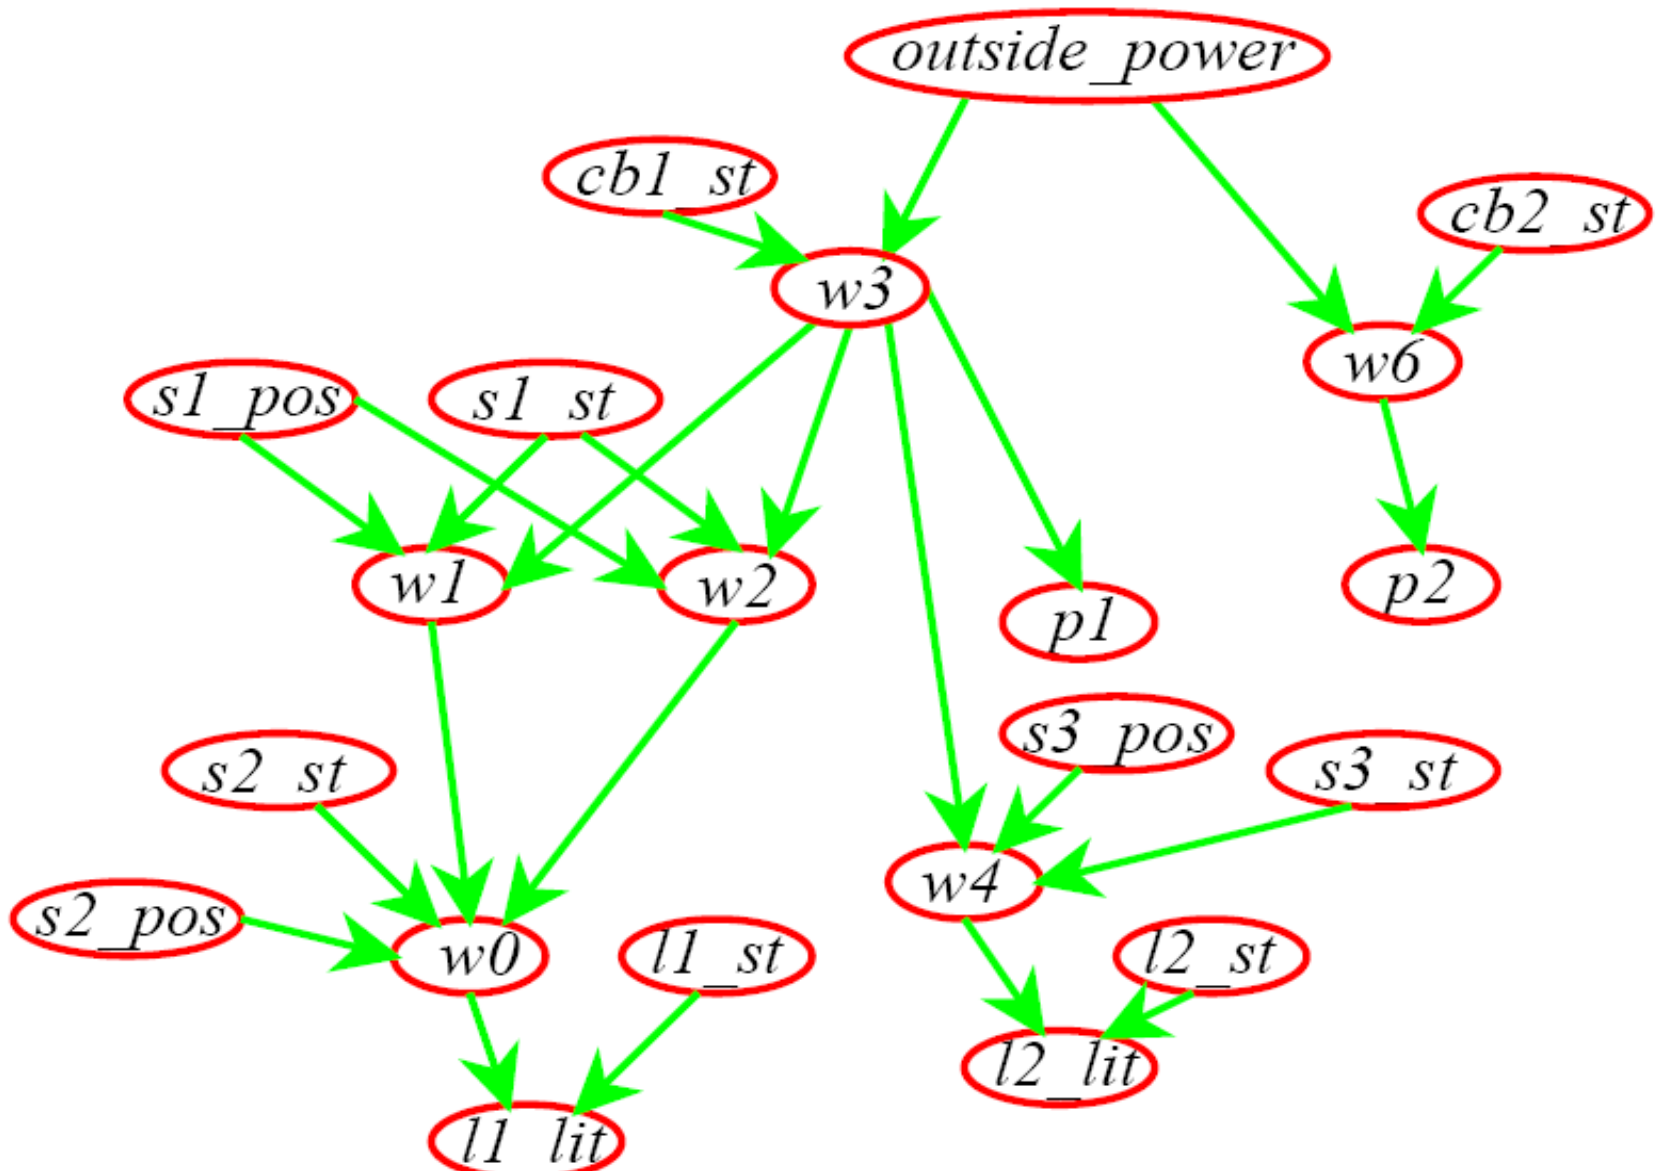 outside_power
cb1_st
cb2_st
w3
w6
s1_pos
s1_st
w1
w2
p2
p1
s3_pos
s2_st
s3_st
w4
s2_pos
w0
l1_st
l2_st
l2_lit
l1_lit